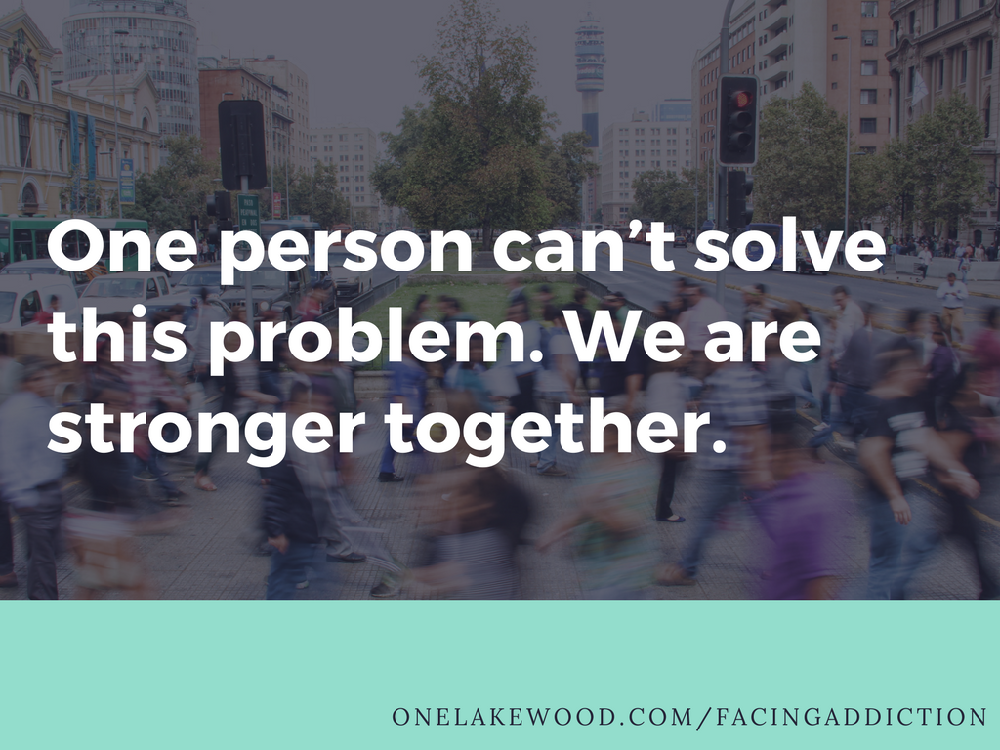 One person can’t solve
this problem. We are
stronger together.
ONELAKEWOOD.COM/FACINGADDICTION